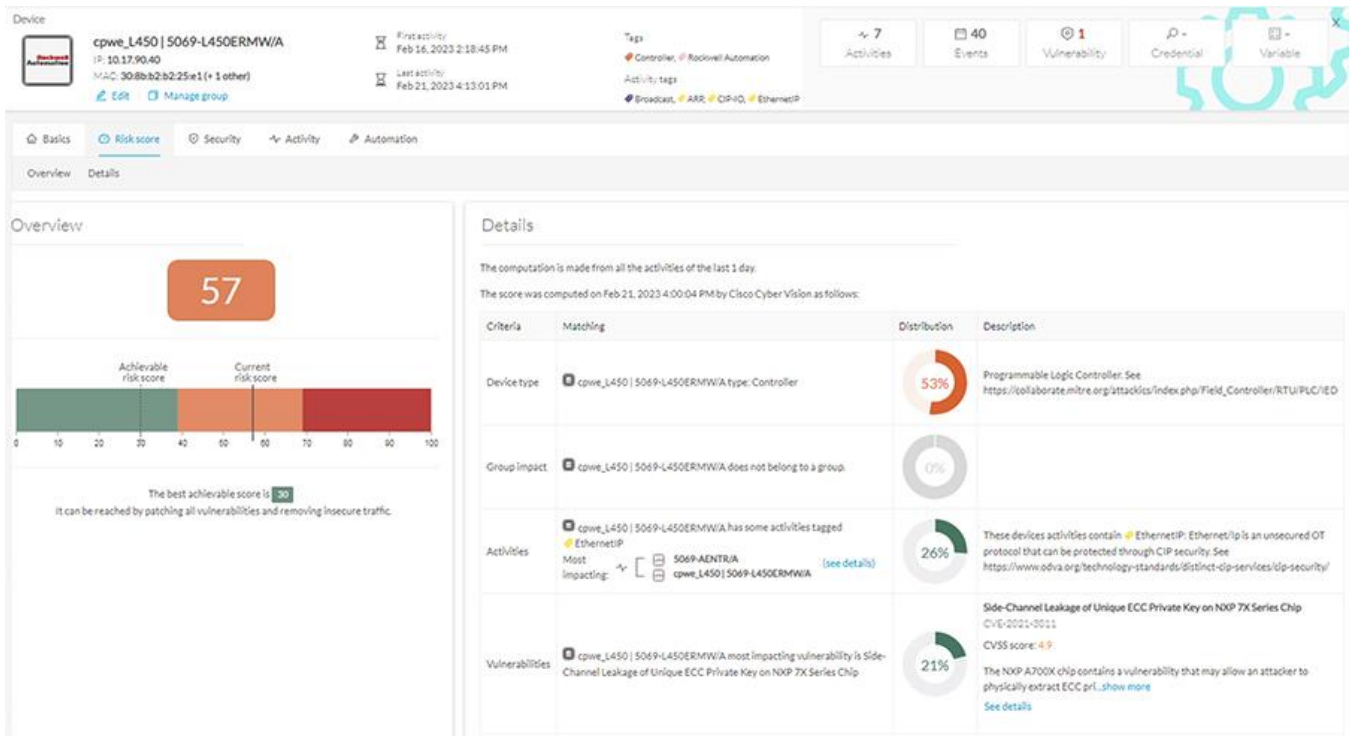 Device
Rockwell
Automation
cpwe_L450 | 5069-L450ERMW/A
IP: 10.17.90.40
MAC: 30:8b:b2:b2:25:e1 (+ 1 other)
Edit Manage group
First activity
Feb 16, 2023 2:18:45 PM
Last activity
Feb 21, 2023 4:13:01 PM
Tags
Controller, Rockwell Automation
Activity tags
Broadcast, ARP, CIP-IO, EthernetIP
7
Activities
40
Events
1
Vulnerability
-
Credential
-
Variable
X
Basics Risk score Security Activity Automation
Overview Details
Overview
57
Achievable
risk score
Current
risk score
0 10 20 30 40 50 60 70 80 90 100
The best achievable score is 30
It can be reached by patching all vulnerabilities and removing insecure traffic.
Details
The computation is made from all the activities of the last 1 day.
The score was computed on Feb 21, 2023 4:00:04 PM by Cisco Cyber Vision as follows:
Criteria Matching Distribution Description
Device type cpwe_L450 | 5069-L450ERMW/A type: Controller 53% Programmable Logic Controller. See
https://collaborate.mitre.org/attackics/index.php/Field_Controller/RTU/PLC/IED
Group impact cpwe_L450 | 5069-L450ERMW/A does not belong to a group. 0%
Activities
cpwe_L450 | 5069-L450ERMW/A has some activities tagged
EthernetIP
Most
impacting:
5069-AENTR/A
cpwe_L450 | 5069-L450ERMW/A
(see details)
26%
These devices activities contain EthernetIP: Ethernet/Ip is an unsecured OT
protocol that can be protected through CIP security. See
https://www.odva.org/technology-standards/distinct-cip-services/cip-security/
Vulnerabilities
cpwe_L450 | 5069-L450ERMW/A most impacting vulnerability is Side-
Channel Leakage of Unique ECC Private Key on NXP 7X Series Chip
21%
Side-Channel Leakage of Unique ECC Private Key on NXP 7X Series Chip
CVE-2021-3011
CVSS score: 4.9
The NXP A700X chip contains a vulnerability that may allow an attacker to
physically extract ECC pri...show more
See details